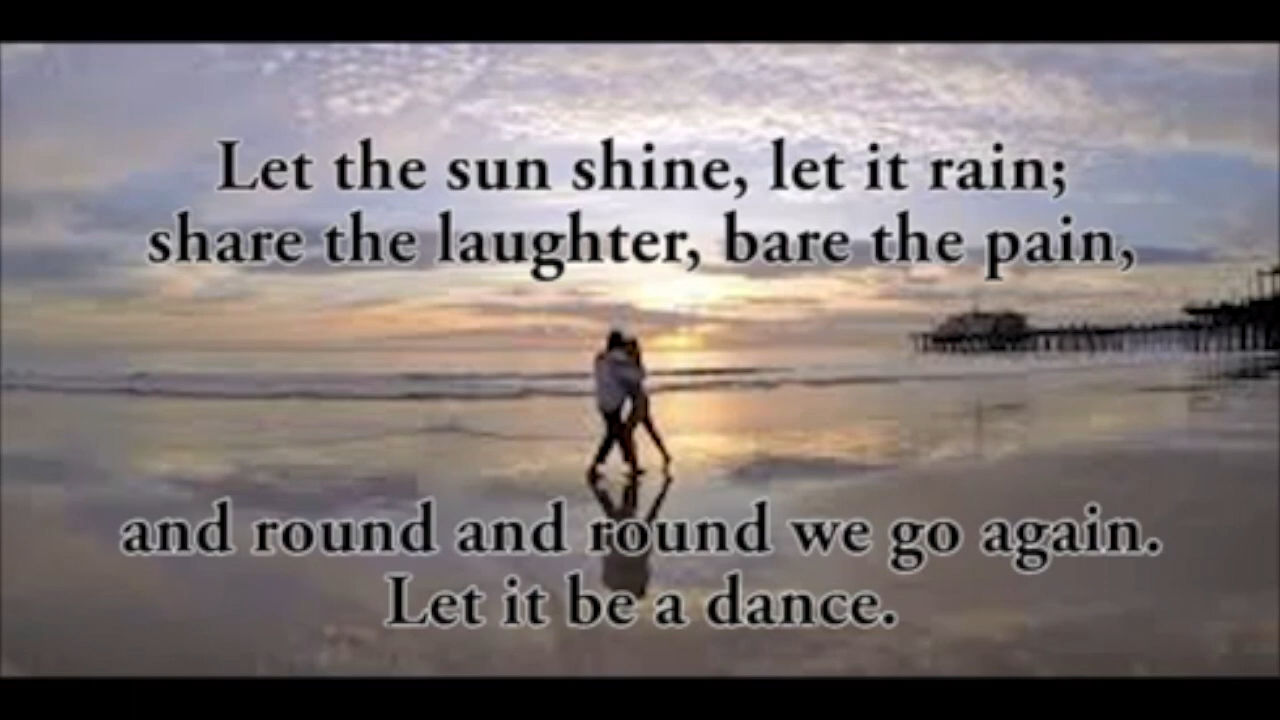 Let the sun shine, let it rain;
share the laughter, bare the pain,
and round and round we go again.
Let it be a dance.